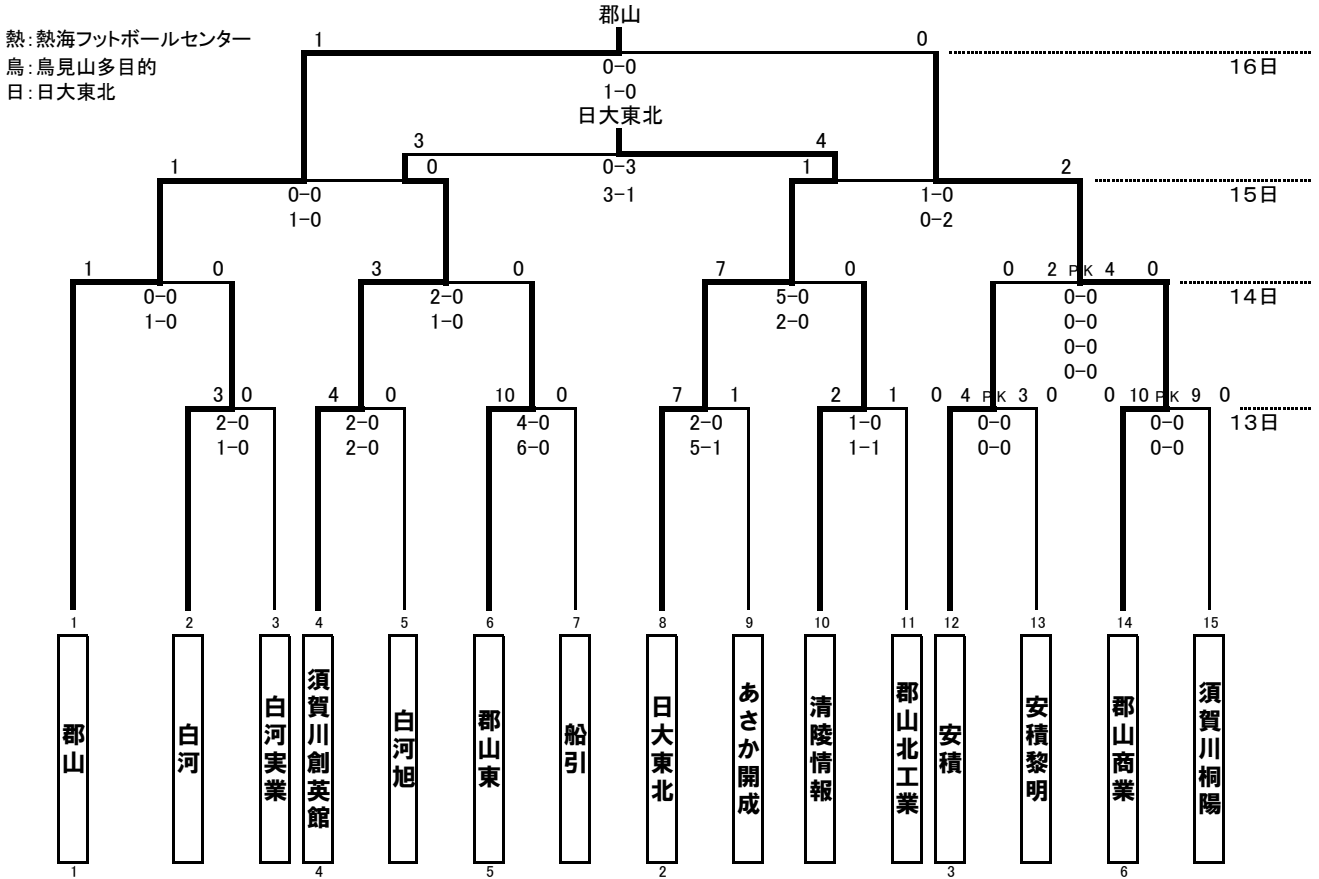 郡山
熱：熱海フットボールセンター
1
0
鳥：鳥見山多目的
0-0
16日
日：日大東北
1-0
日大東北
3
4
1
0
0-3
1
2
0-0
3-1
1-0
15日
1-0
0-2
1
0
3
0
7
0
0 2 PK 4 0
0-0
2-0
5-0
0-0
14日
1-0
1-0
2-0
0-0
0-0
0-0
3 0
4
0
10
0
7
1
2
1
0 4 PK 3 0
0 10 PK 9 0
2-0
2-0
4-0
2-0
1-0
0-0
0-0
13日
1-0
2-0
6-0
5-1
1-1
0-0
0-0
1
2
3
4
5
6
7
8
9
10
11
12
13
14
15
郡山
白河
白河実業
須賀川創英館
白河旭
郡山東
船引
日大東北
あさか開成
清陵情報
郡山北工業
安積
安積黎明
郡山商業
須賀川桐陽
1
4
5
2
3
6